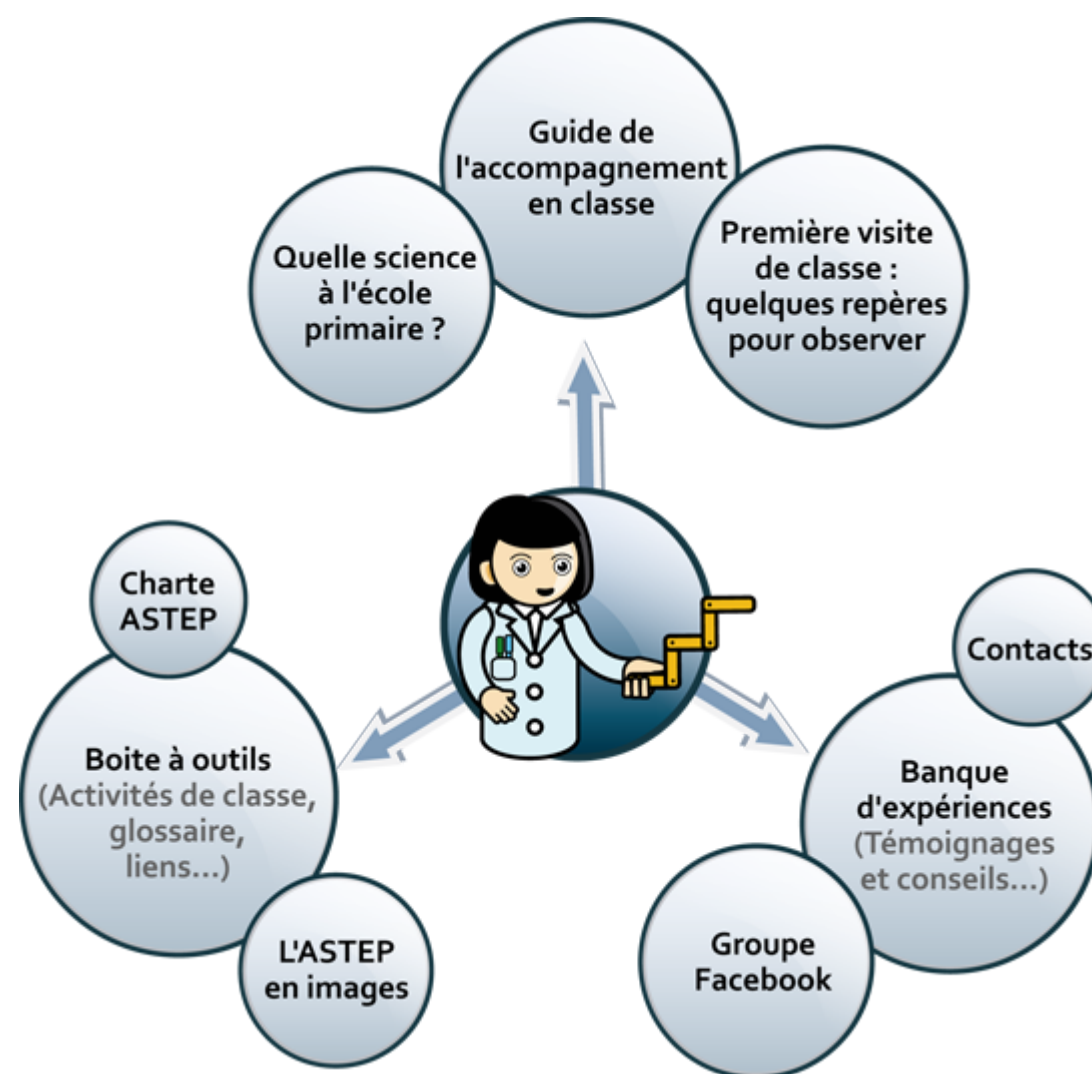 Guide de
l'accompagnement
en classe
Quelle science
à l'école
primaire ?
Première visite
de classe :
quelques repères
pour observer
Charte
ASTEP
Boite à outils
(Activités de classe,
glossaire,
liens...)
L'ASTEP
en images
Contacts
Banque
d'expériences
(Témoignages
et conseils...)
Groupe
Facebook